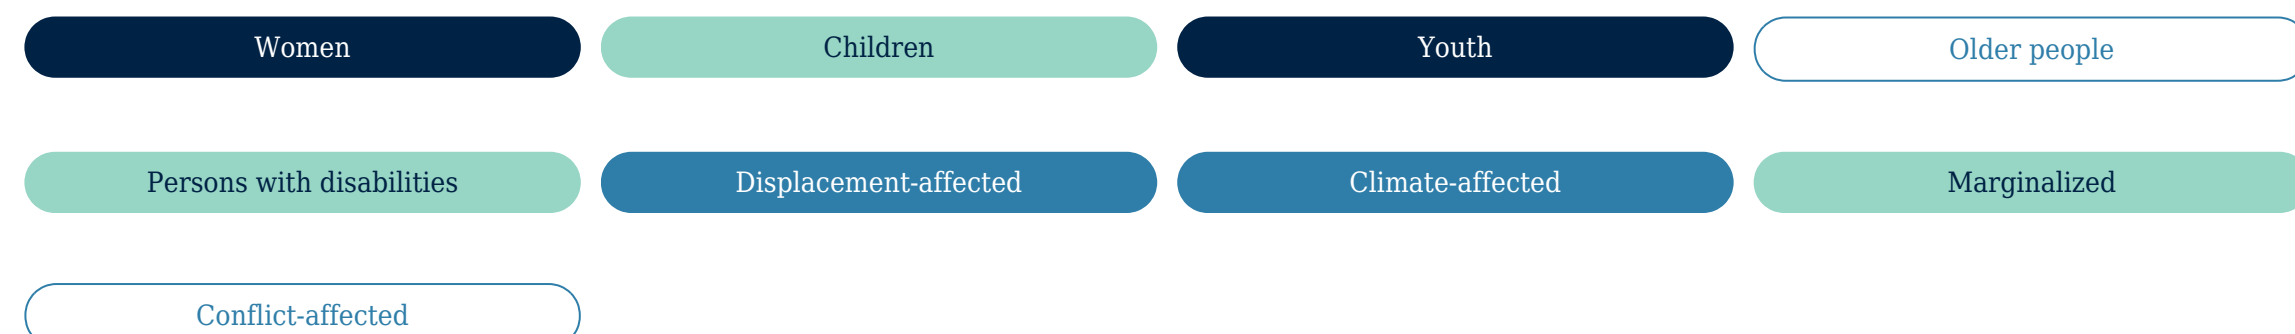 Women
Children
Youth
Older people
Persons with disabilities
Displacement-affected
Climate-affected
Marginalized
Conflict-affected